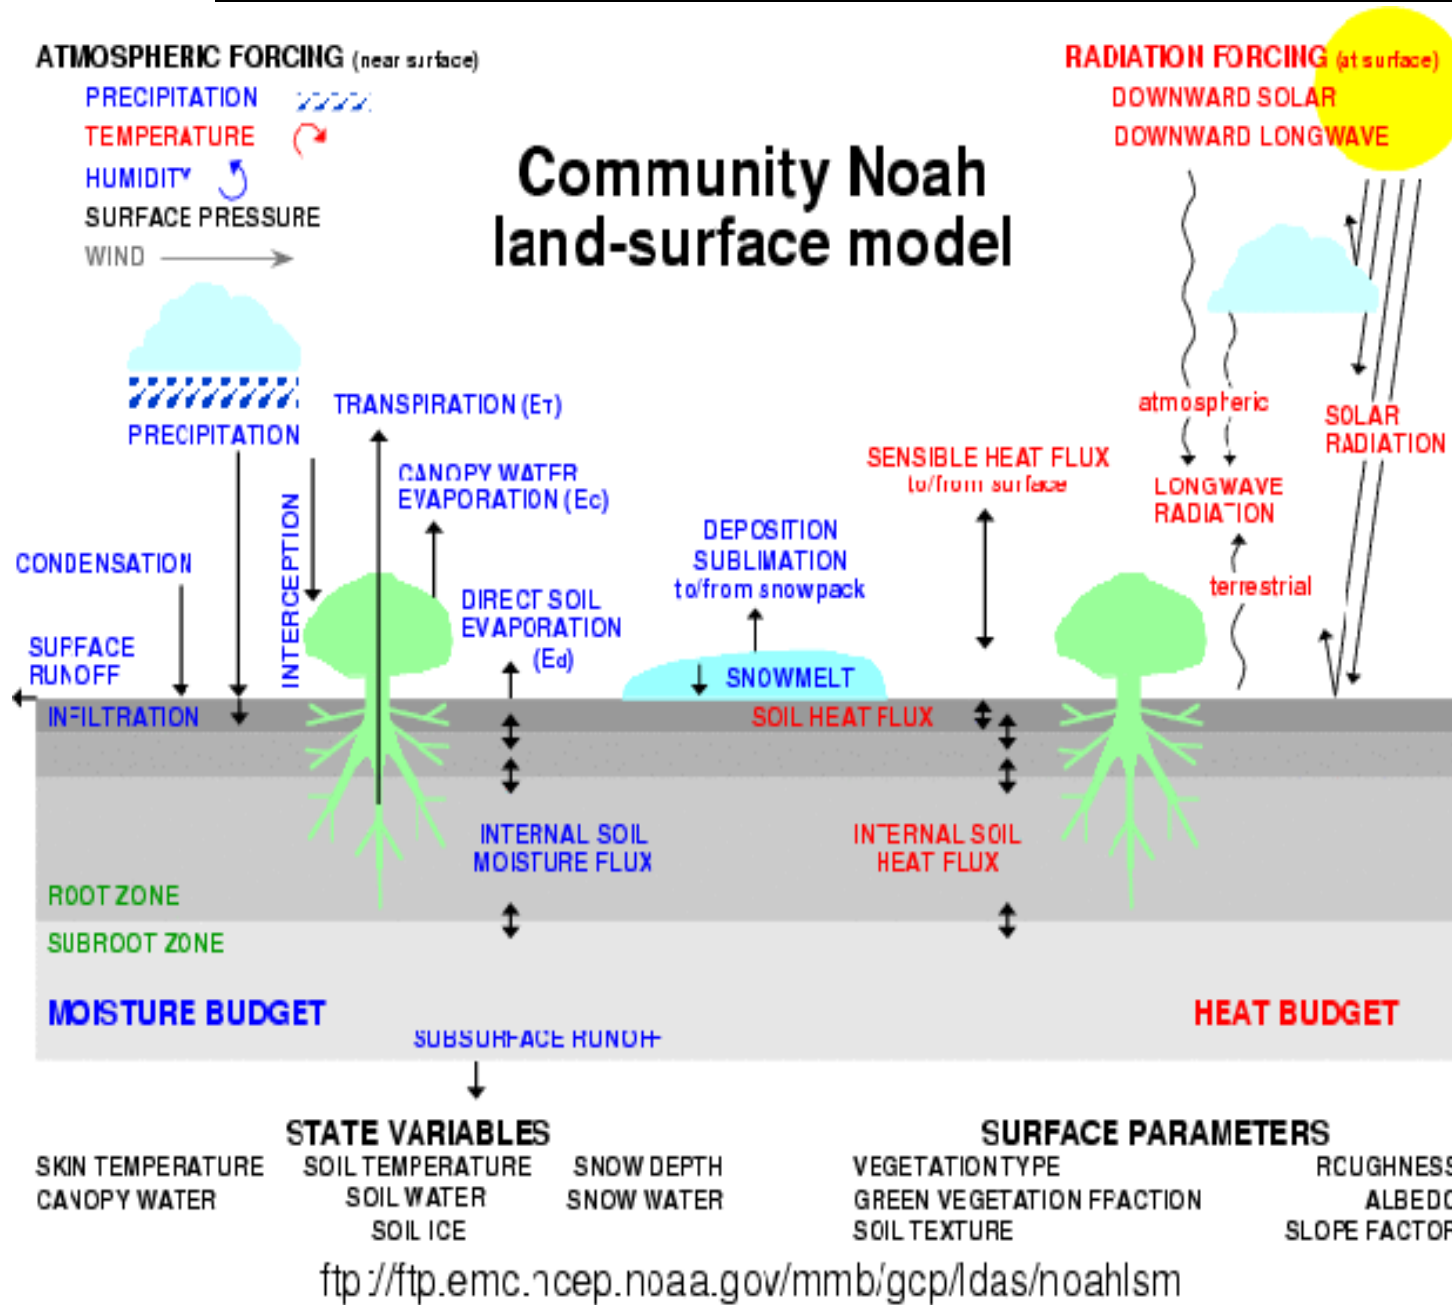 ATMOSPHERIC FORCING (near surface)
PRECIPITATION
TEMPERATURE
HUMIDITY
SURFACE PRESSURE
WIND
RADIATION FORCING (at surface)
DOWNWARD SOLAR
DOWNWARD LONGWAVE
Community Noah
land-surface model
PRECIPITATION
TRANSPIRATION (ET)
CANOPY WATER
EVAPORATION (Ec)
INTERCEPTION
CONDENSATION
SURFACE
RUNOFF
DIRECT SOIL
EVAPORATION
(Ed)
DEPOSITION
SUBLIMATION
to/from snowpack
SNOWMELT
SENSIBLE HEAT FLUX
to/from surface
atmospheric
LONGWAVE
RADIATION
terrestrial
SOLAR
RADIATION
INFILTRATION
SOIL HEAT FLUX
INTERNAL SOIL
MOISTURE FLUX
INTERNAL SOIL
HEAT FLUX
ROOT ZONE
SUBROOT ZONE
MOISTURE BUDGET
HEAT BUDGET
SUBSURFACE RUNOFF
STATE VARIABLES
SKIN TEMPERATURE SOIL TEMPERATURE SNOW DEPTH
CANOPY WATER SOIL WATER SNOW WATER
SOIL ICE
SURFACE PARAMETERS
VEGETATION TYPE ROUGHNESS
GREEN VEGETATION FRACTION ALBEDO
SOIL TEXTURE SLOPE FACTOR
ftp://ftp.emc.ncep.noaa.gov/mmb/gcp/ldas/noahlsm